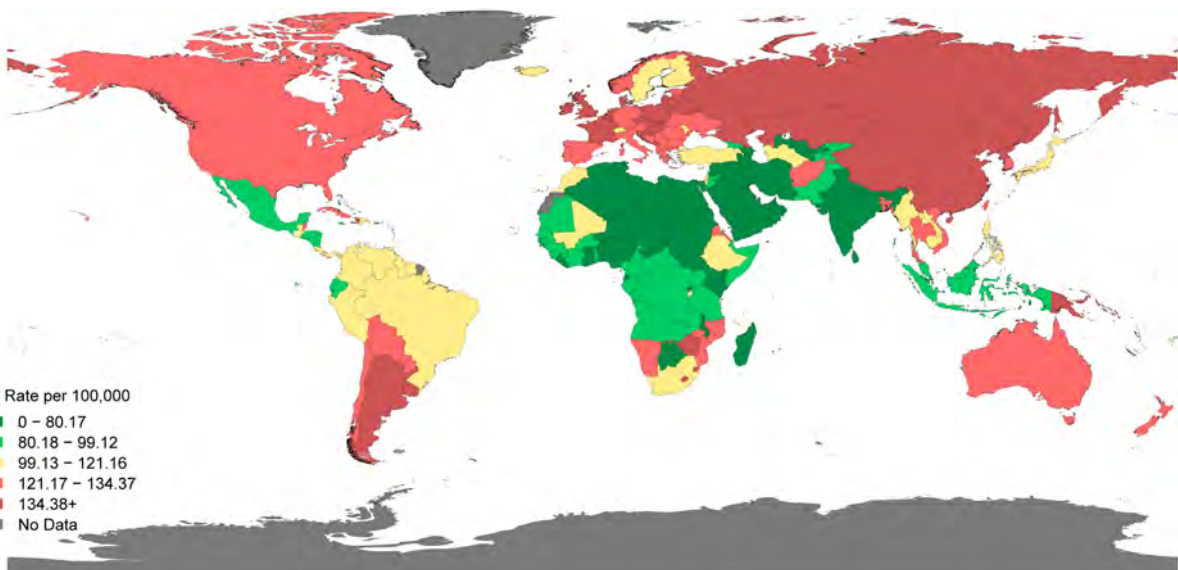 Rate per 100,000
0 – 80.17
80.18 – 99.12
99.13 – 121.16
121.17 – 134.37
134.38+
No Data